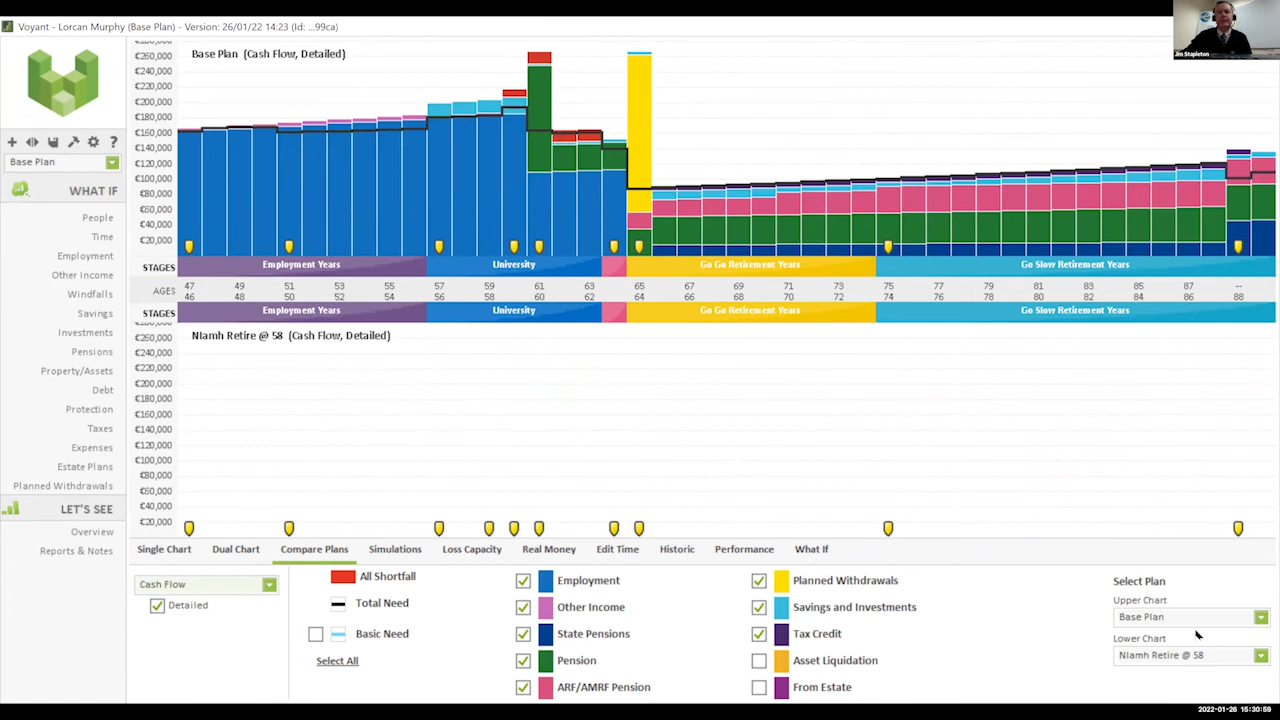 Voyant - Lorcan Murphy (Base Plan) - Version: 26/01/22 14:23 (Id: ...99ca)
Jim Stapleton
Base Plan
WHAT IF
People
Time
Employment
Other Income
Windfalls
Savings
Investments
Pensions
Property/Assets
Debt
Protection
Taxes
Expenses
Estate Plans
Planned Withdrawals
LET'S SEE
Overview
Reports & Notes
Base Plan (Cash Flow, Detailed)
€280,000
€260,000
€240,000
€220,000
€200,000
€180,000
€160,000
€140,000
€120,000
€100,000
€80,000
€60,000
€40,000
€20,000
STAGES Employment Years University Go Go Retirement Years Go Slow Retirement Years
AGES
47 49 51 53 55 57 59 61 63 65 67 69 71 73 75 77 79 81 83 85 87 --
46 48 50 52 54 56 58 60 62 64 66 68 70 72 74 76 78 80 82 84 86 88
STAGES Employment Years University Go Go Retirement Years Go Slow Retirement Years
NIamh Retire @ 58 (Cash Flow, Detailed)
€280,000
€260,000
€240,000
€220,000
€200,000
€180,000
€160,000
€140,000
€120,000
€100,000
€80,000
€60,000
€40,000
€20,000
Single Chart Dual Chart Compare Plans Simulations Loss Capacity Real Money Edit Time Historic Performance What If
Cash Flow
Detailed
All Shortfall
Total Need
Basic Need
Select All
Employment
Other Income
State Pensions
Pension
ARF/AMRF Pension
Planned Withdrawals
Savings and Investments
Tax Credit
Asset Liquidation
From Estate
Select Plan
Upper Chart
Base Plan
Lower Chart
NIamh Retire @ 58
2022-01-26 15:30:59